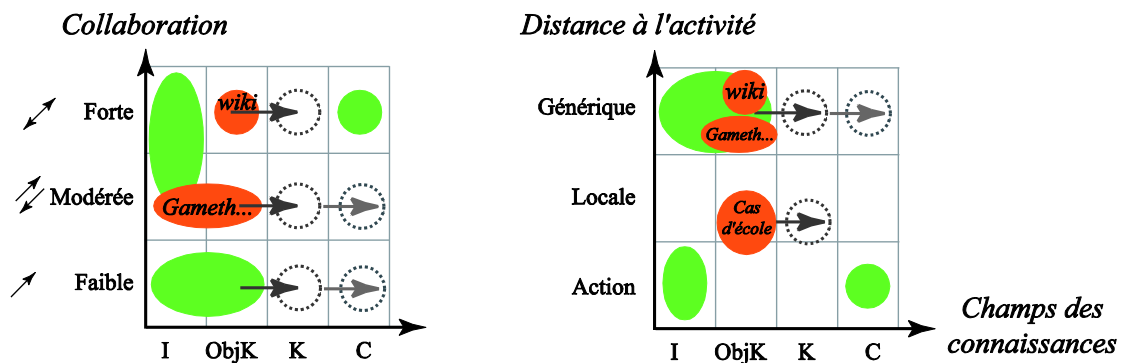 Collaboration
Forte
wiki
Modérée
Gameth...
Faible
I ObjK K C
Distance à l'activité
Générique
wiki
Gameth...
Locale
Cas
d'école
Action
I ObjK K C
Champs des
connaissances